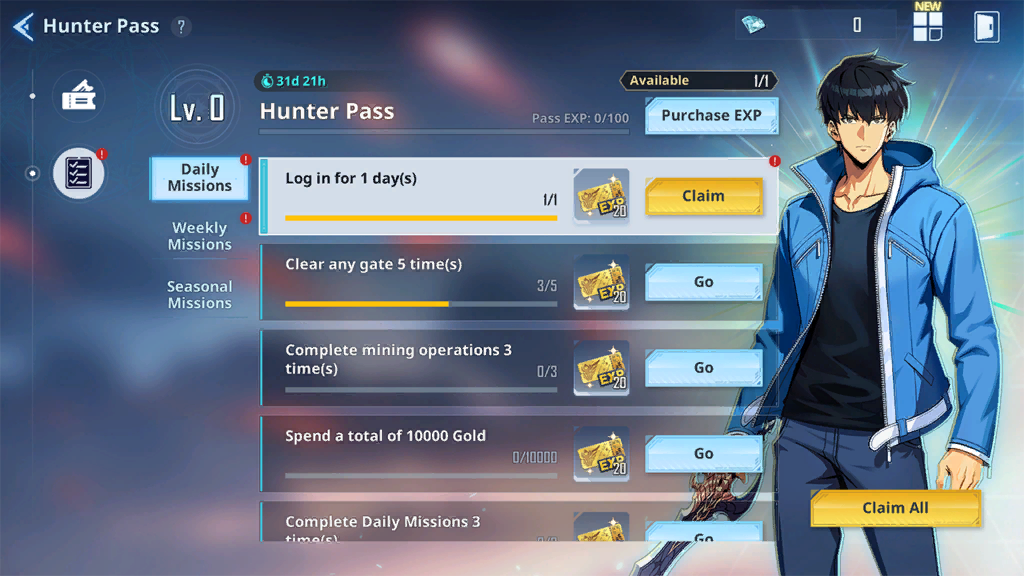 Hunter Pass ?
0
NEW
31d 21h
Available 1/1
Lv. 0
Hunter Pass
Pass EXP: 0/100
Purchase EXP
Daily
Missions
Weekly
Missions
Seasonal
Missions
Log in for 1 day(s)
1/1
EXP
20
Claim
Clear any gate 5 time(s)
3/5
EXP
20
Go
Complete mining operations 3
time(s)
0/3
EXP
20
Go
Spend a total of 10000 Gold
0/10000
EXP
20
Go
Complete Daily Missions 3
time(s)
Go
Claim All